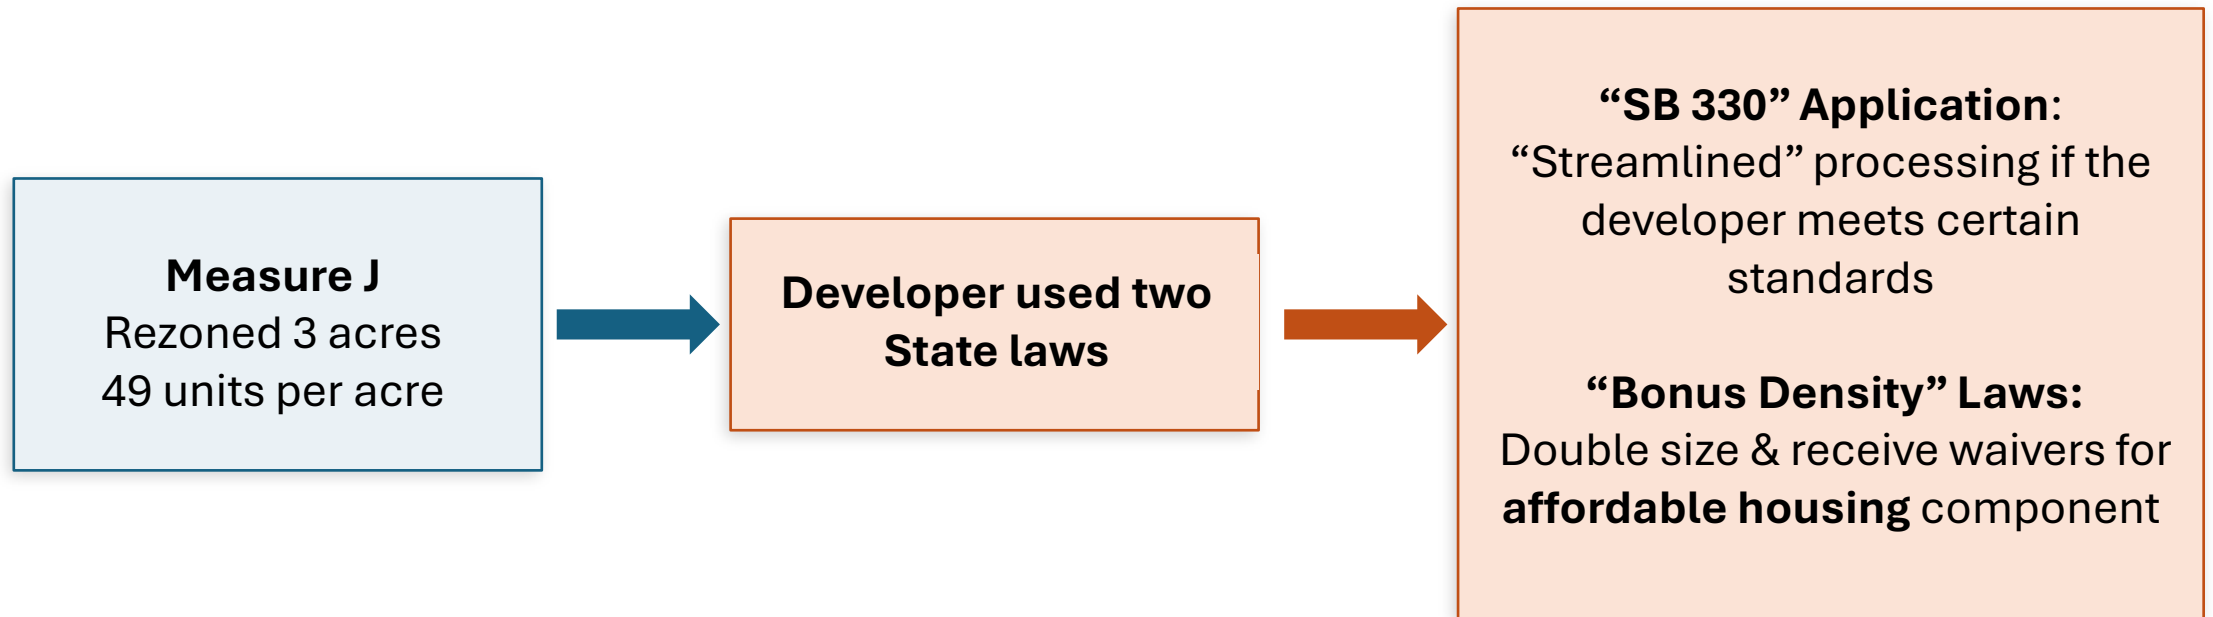 Measure J
Rezoned 3 acres
49 units per acre
Developer used two
State laws
“SB 330” Application:
“Streamlined” processing if the
developer meets certain
standards
“Bonus Density” Laws:
Double size & receive waivers for
affordable housing component